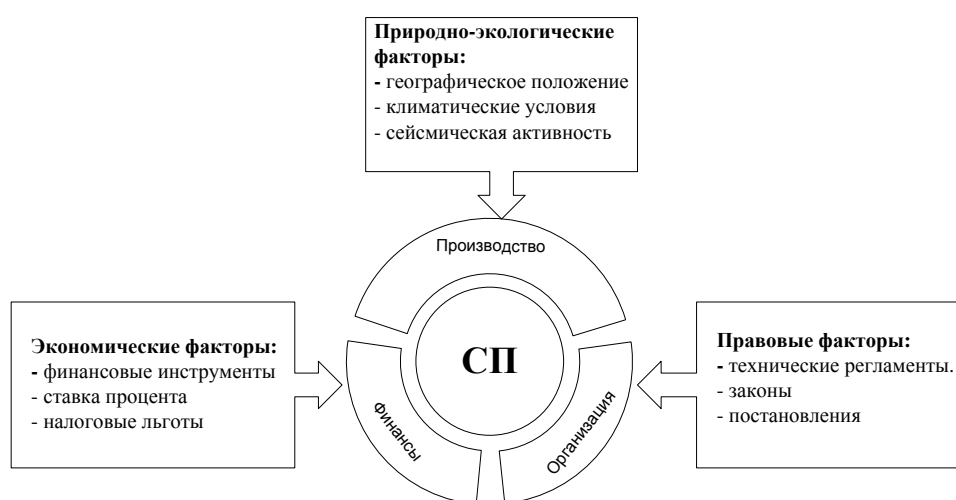 Природно-экологические
факторы:
- географическое положение
- климатические условия
- сейсмическая активность
Производство
Экономические факторы:
- финансовые инструменты
- ставка процента
- налоговые льготы
СП
Правовые факторы:
- технические регламенты.
- законы
- постановления
финансы
Организация